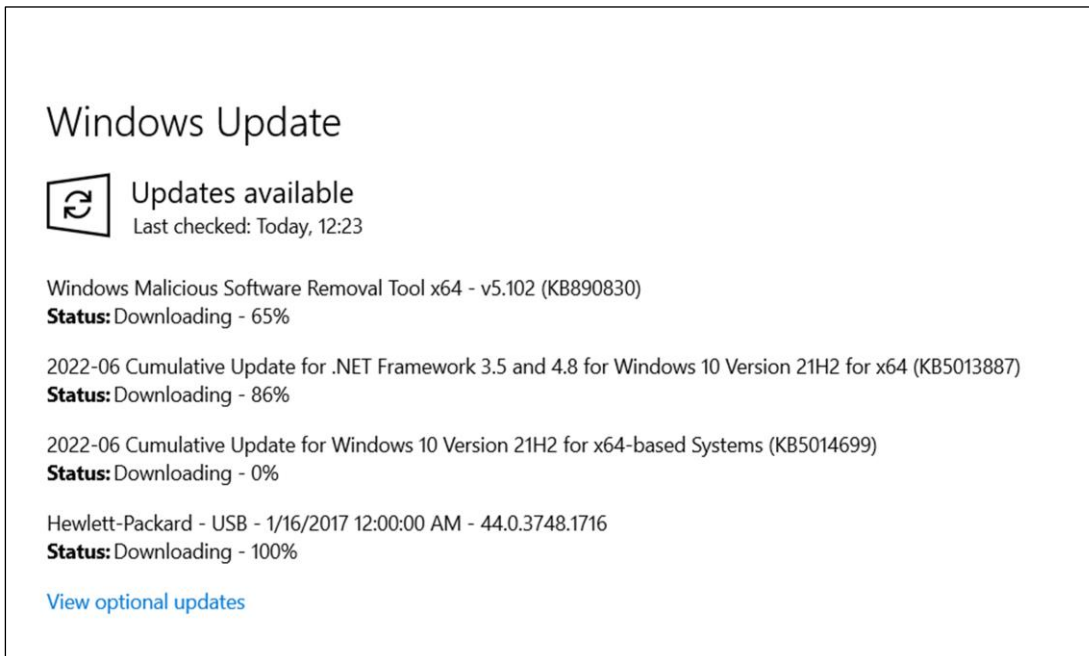 Windows Update
Updates available
Last checked: Today, 12:23
Windows Malicious Software Removal Tool x64 - v5.102 (KB890830)
Status: Downloading - 65%
2022-06 Cumulative Update for .NET Framework 3.5 and 4.8 for Windows 10 Version 21H2 for x64 (KB5013887)
Status: Downloading - 86%
2022-06 Cumulative Update for Windows 10 Version 21H2 for x64-based Systems (KB5014699)
Status: Downloading - 0%
Hewlett-Packard - USB - 1/16/2017 12:00:00 AM - 44.0.3748.1716
Status: Downloading - 100%
View optional updates